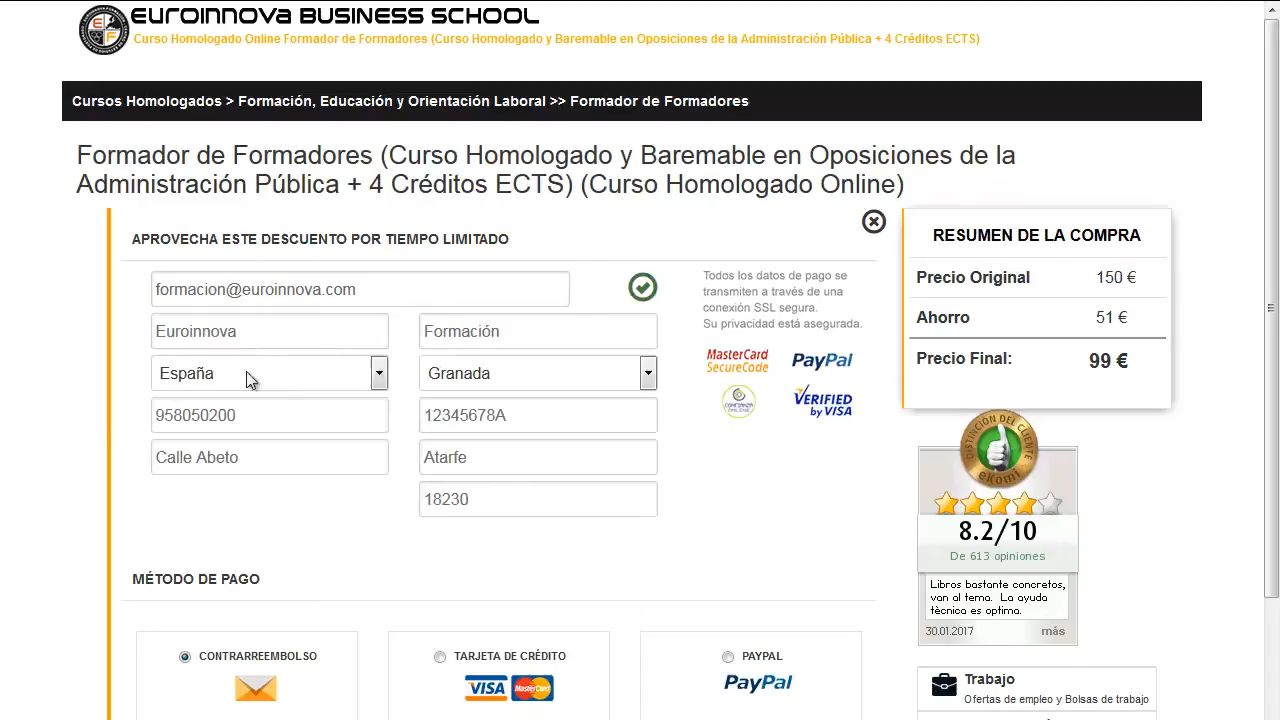 EUROINNOVA BUSINESS SCHOOL
Curso Homologado Online Formador de Formadores (Curso Homologado y Baremable en Oposiciones de la Administración Pública + 4 Créditos ECTS)
Cursos Homologados > Formación, Educación y Orientación Laboral >> Formador de Formadores
Formador de Formadores (Curso Homologado y Baremable en Oposiciones de la
Administración Pública + 4 Créditos ECTS) (Curso Homologado Online)
APROVECHA ESTE DESCUENTO POR TIEMPO LIMITADO
formacion@euroinnova.com
Euroinnova
Formación
España
Granada
958050200
12345678A
Calle Abeto
Atarfe
18230
Todos los datos de pago se
transmiten a través de una
conexión SSL segura.
Su privacidad está asegurada.
MasterCard
SecureCode
PayPal
CONFIANZA
ONLINE
VERIFIED
by VISA
RESUMEN DE LA COMPRA
Precio Original 150 €
Ahorro 51 €
Precio Final: 99 €
DISTINCIÓN DEL CLIENTE
eKomi
8.2/10
De 613 opiniones
Libros bastante concretos,
van al tema. La ayuda
tècnica es optima.
30.01.2017 más
Trabajo
Ofertas de empleo y Bolsas de trabajo
MÉTODO DE PAGO
CONTRARREEMBOLSO
TARJETA DE CRÉDITO
VISA MasterCard
PAYPAL
PayPal